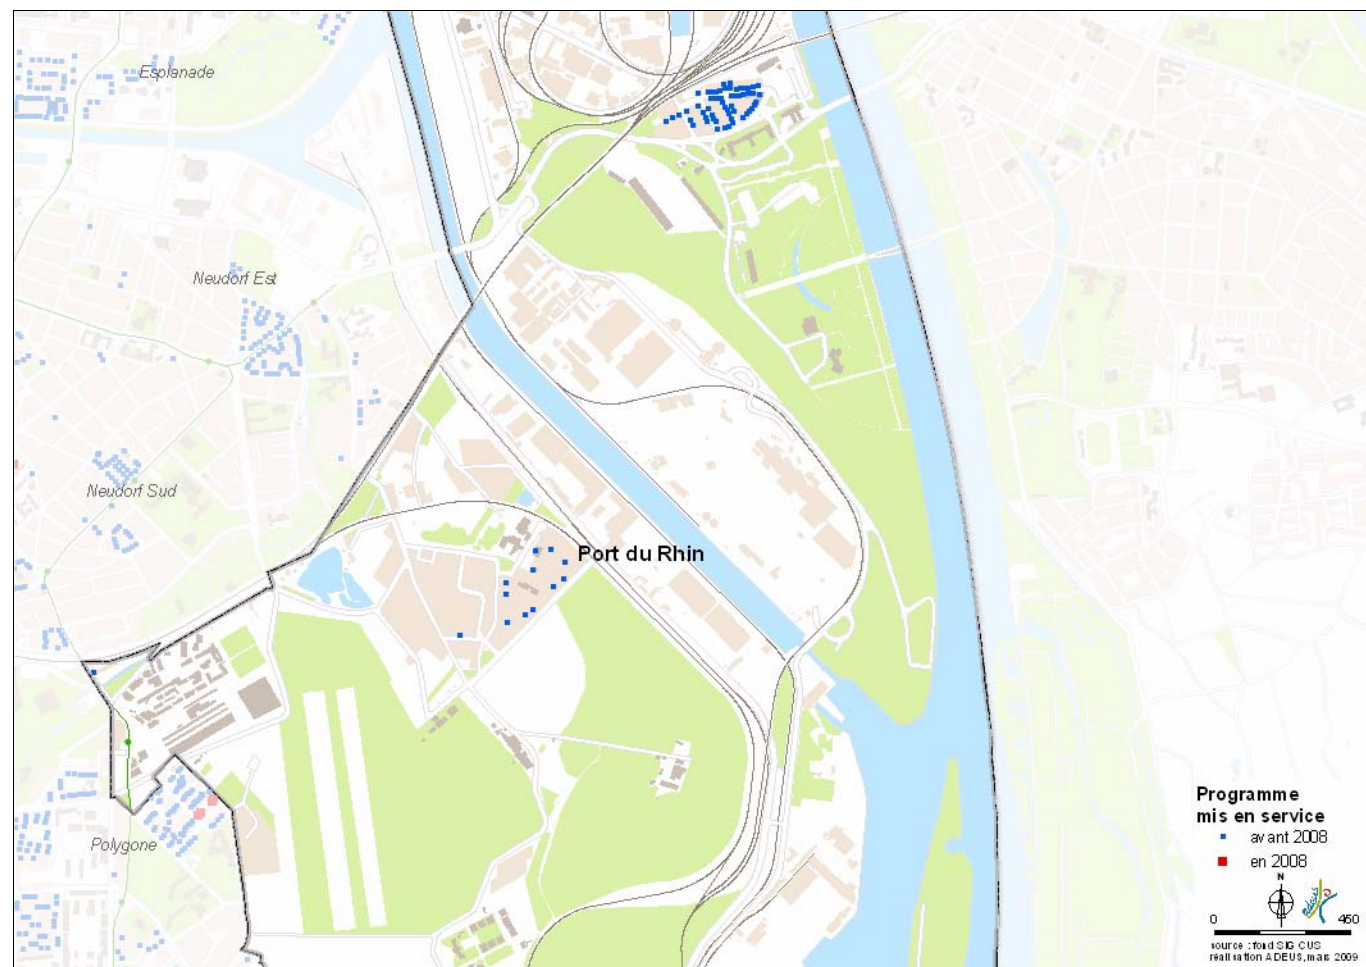 Esplanade
Neudorf Est
Neudorf Sud
Port du Rhin
Polygone
Programme
mis en service
avant 2008
en 2008
N
0 450
source : fond SIG CUS
réalisation ADEUS, mars 2009